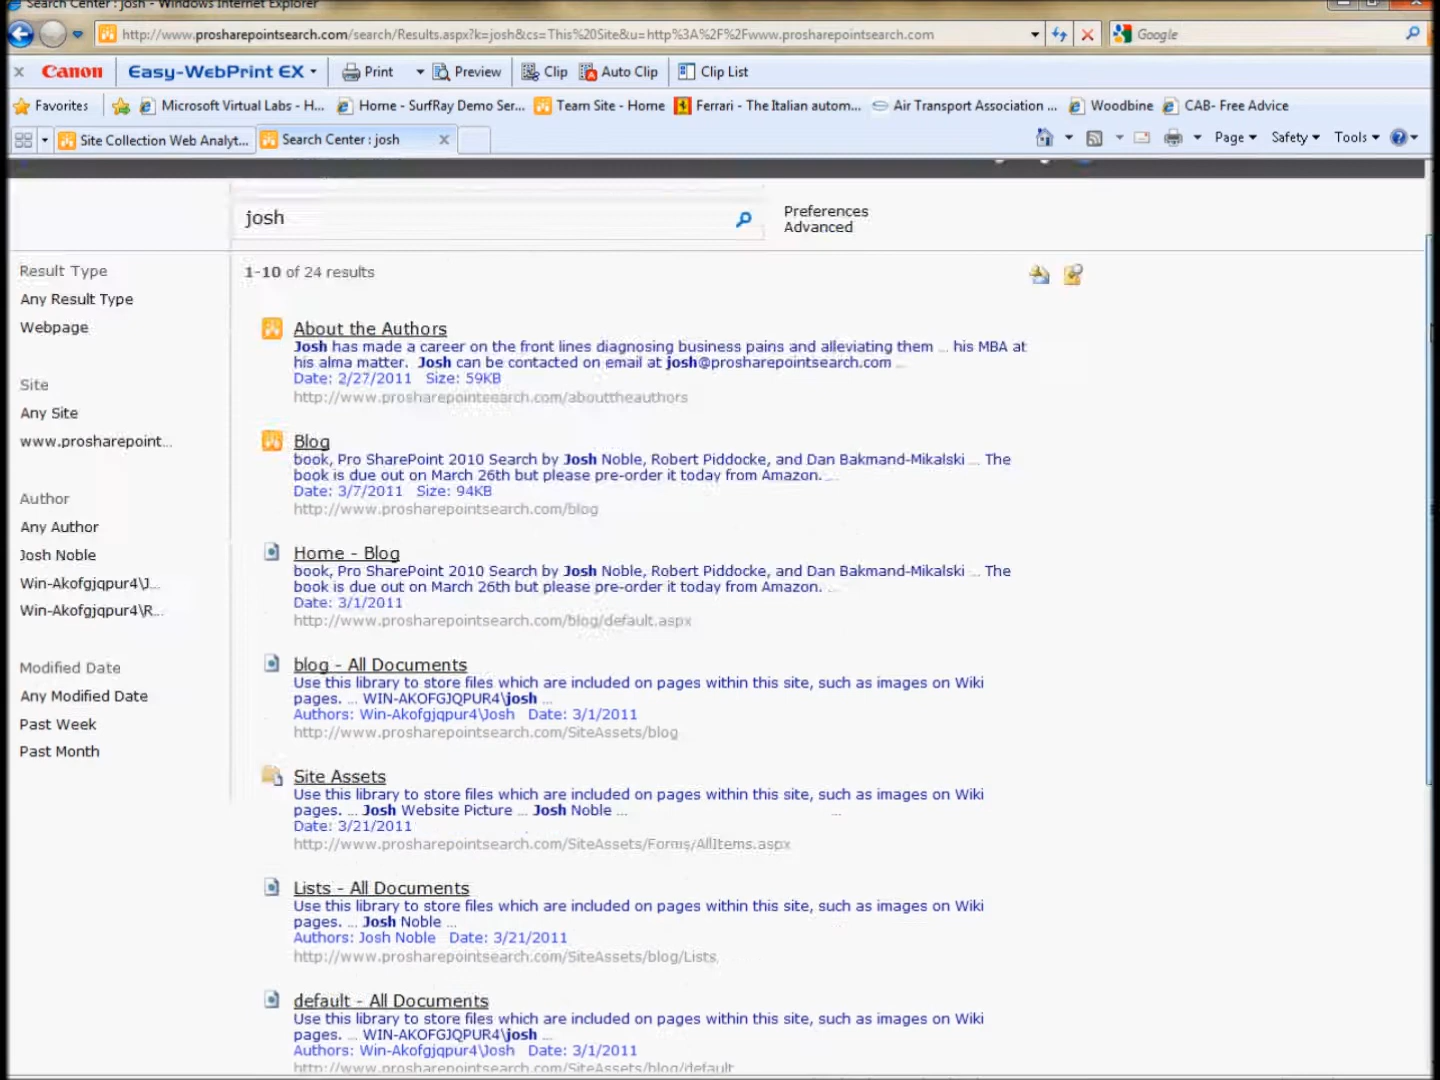 Search Center : josh - Windows Internet Explorer
http://www.prosharepointsearch.com/search/Results.aspx?k=josh&cs=This%20Site&u=http%3A%2F%2Fwww.prosharepointsearch.com
Google
x Canon Easy-WebPrint EX Print Preview Clip Auto Clip Clip List
Favorites Microsoft Virtual Labs - H... Home - SurfRay Demo Ser... Team Site - Home Ferrari - The Italian autom... Air Transport Association ... Woodbine CAB- Free Advice
Site Collection Web Analyt... Search Center : josh x Page Safety Tools
josh
Preferences
Advanced
Result Type
Any Result Type
Webpage
Site
Any Site
www.prosharepoint...
Author
Any Author
Josh Noble
Win-Akofgjqpur4\J...
Win-Akofgjqpur4\R...
Modified Date
Any Modified Date
Past Week
Past Month
1-10 of 24 results
About the Authors
Josh has made a career on the front lines diagnosing business pains and alleviating them ... his MBA at
his alma matter. Josh can be contacted on email at josh@prosharepointsearch.com ...
Date: 2/27/2011 Size: 59KB
http://www.prosharepointsearch.com/abouttheauthors
Blog
book, Pro SharePoint 2010 Search by Josh Noble, Robert Piddocke, and Dan Bakmand-Mikalski ... The
book is due out on March 26th but please pre-order it today from Amazon. ...
Date: 3/7/2011 Size: 94KB
http://www.prosharepointsearch.com/blog
Home - Blog
book, Pro SharePoint 2010 Search by Josh Noble, Robert Piddocke, and Dan Bakmand-Mikalski ... The
book is due out on March 26th but please pre-order it today from Amazon. ...
Date: 3/1/2011
http://www.prosharepointsearch.com/blog/default.aspx
blog - All Documents
Use this library to store files which are included on pages within this site, such as images on Wiki
pages. ... WIN-AKOFGJQPUR4\josh ...
Authors: Win-Akofgjqpur4\Josh Date: 3/1/2011
http://www.prosharepointsearch.com/SiteAssets/blog
Site Assets
Use this library to store files which are included on pages within this site, such as images on Wiki
pages. ... Josh Website Picture ... Josh Noble ...
Date: 3/21/2011
http://www.prosharepointsearch.com/SiteAssets/Forms/AllItems.aspx
Lists - All Documents
Use this library to store files which are included on pages within this site, such as images on Wiki
pages. ... Josh Noble ...
Authors: Josh Noble Date: 3/21/2011
http://www.prosharepointsearch.com/SiteAssets/blog/Lists
default - All Documents
Use this library to store files which are included on pages within this site, such as images on Wiki
pages. ... WIN-AKOFGJQPUR4\josh ...
Authors: Win-Akofgjqpur4\Josh Date: 3/1/2011
http://www.prosharepointsearch.com/SiteAssets/blog/default